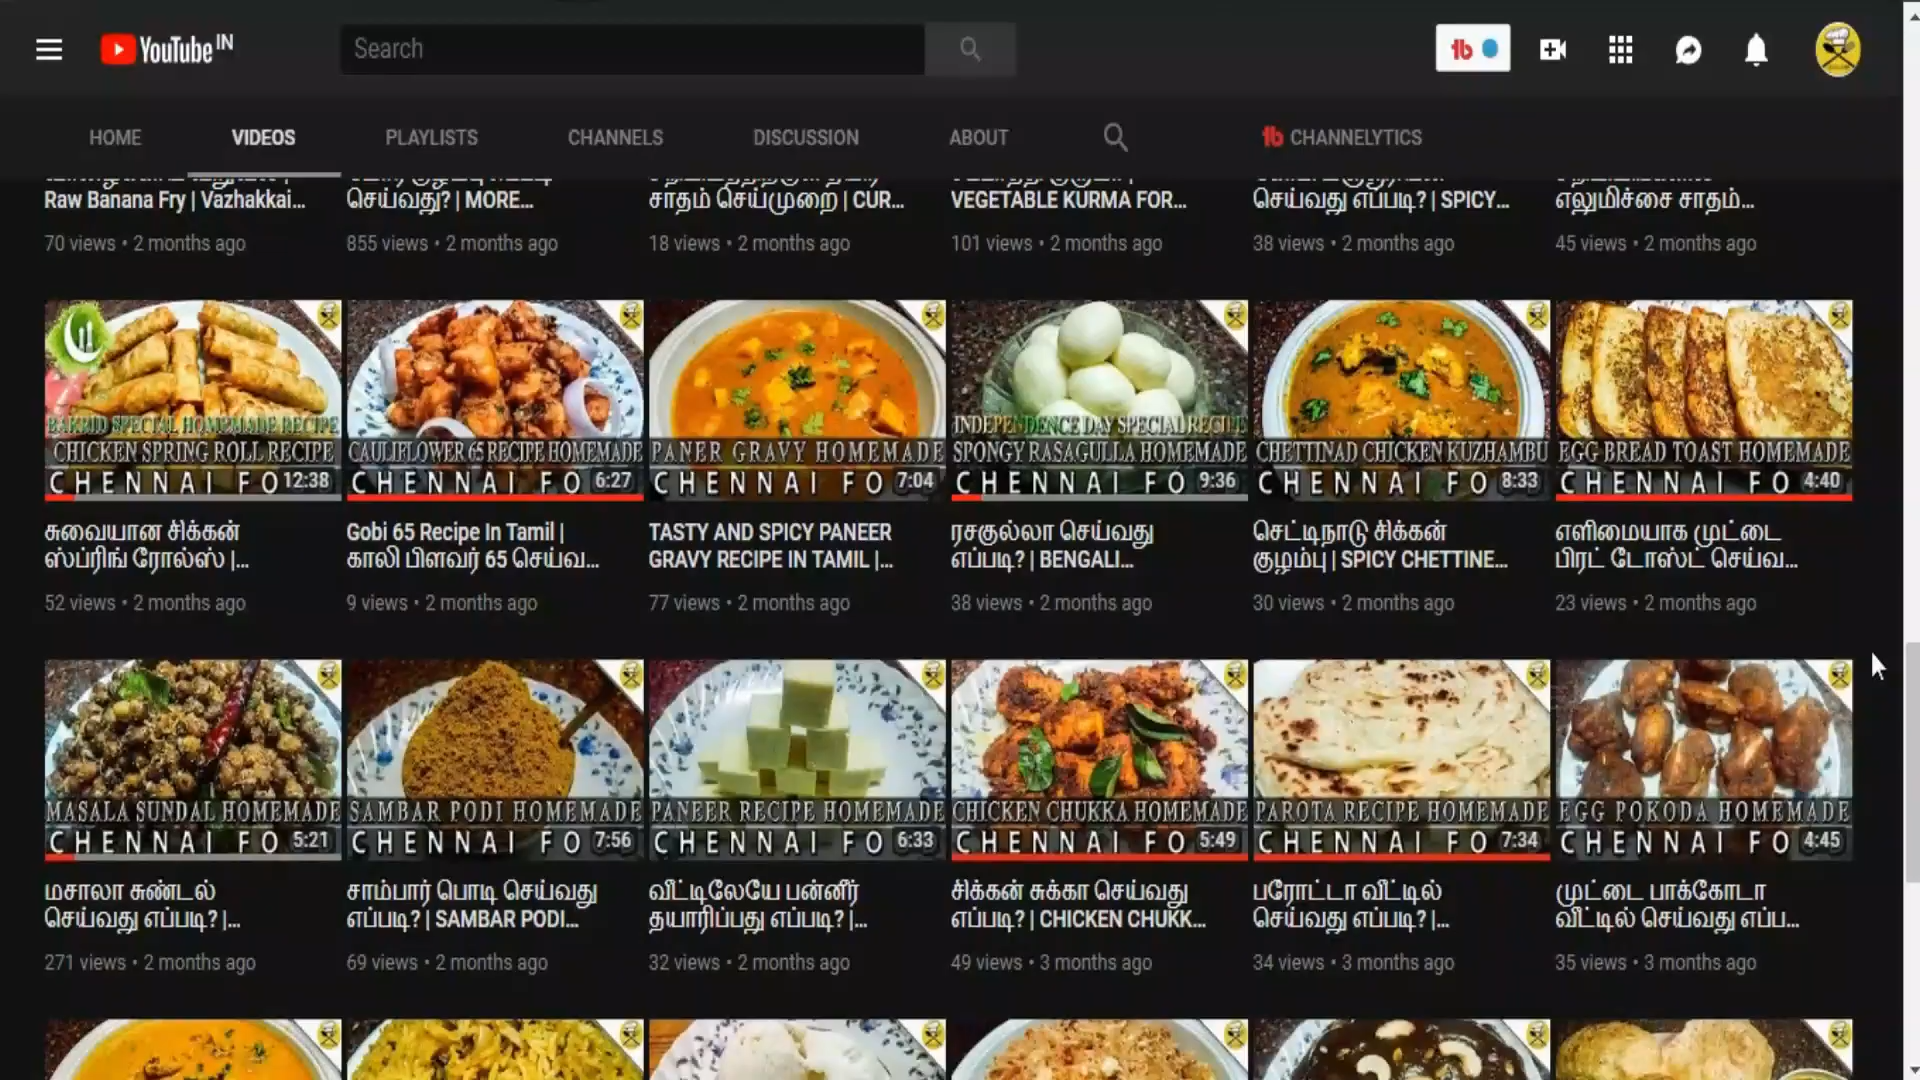 YouTube IN
Search
HOME VIDEOS PLAYLISTS CHANNELS DISCUSSION ABOUT CHANNELYTICS
Raw Banana Fry | Vazhakkai...
70 views • 2 months ago
செய்வது? | MORE...
855 views • 2 months ago
சாதம் செய்முறை | CUR...
18 views • 2 months ago
VEGETABLE KURMA FOR...
101 views • 2 months ago
செய்வது எப்படி? | SPICY...
38 views • 2 months ago
எலுமிச்சை சாதம்...
45 views • 2 months ago
BAKRID SPECIAL HOMEMADE RECIPE
CHICKEN SPRING ROLL RECIPE
CHENNAI FO 12:38
சுவையான சிக்கன்
ஸ்ப்ரிங் ரோல்ஸ் |...
52 views • 2 months ago
CAULIFLOWER 65 RECIPE HOMEMADE
CHENNAI FO 6:27
Gobi 65 Recipe In Tamil |
காலி பிளவர் 65 செய்வ...
9 views • 2 months ago
PANER GRAVY HOMEMADE
CHENNAI FO 7:04
TASTY AND SPICY PANEER
GRAVY RECIPE IN TAMIL |...
77 views • 2 months ago
INDEPENDENCE DAY SPECIAL RECIPE
SPONGY RASAGULLA HOMEMADE
CHENNAI FO 9:36
ரசகுல்லா செய்வது
எப்படி? | BENGALI...
38 views • 2 months ago
CHETTINAD CHICKEN KUZHAMBU
CHENNAI FO 8:33
செட்டிநாடு சிக்கன்
குழம்பு | SPICY CHETTINE...
30 views • 2 months ago
EGG BREAD TOAST HOMEMADE
CHENNAI FO 4:40
எளிமையாக முட்டை
பிரட் டோஸ்ட் செய்வ...
23 views • 2 months ago
MASALA SUNDAL HOMEMADE
CHENNAI FO 5:21
மசாலா சுண்டல்
செய்வது எப்படி? |...
271 views • 2 months ago
SAMBAR PODI HOMEMADE
CHENNAI FO 7:56
சாம்பார் பொடி செய்வது
எப்படி? | SAMBAR PODI...
69 views • 2 months ago
PANEER RECIPE HOMEMADE
CHENNAI FO 6:33
வீட்டிலேயே பன்னீர்
தயாரிப்பது எப்படி? |...
32 views • 2 months ago
CHICKEN CHUKKA HOMEMADE
CHENNAI FO 5:49
சிக்கன் சுக்கா செய்வது
எப்படி? | CHICKEN CHUKK...
49 views • 3 months ago
PAROTA RECIPE HOMEMADE
CHENNAI FO 7:34
பரோட்டா வீட்டில்
செய்வது எப்படி? |...
34 views • 3 months ago
EGG POKODA HOMEMADE
CHENNAI FO 4:45
முட்டை பாக்கோடா
வீட்டில் செய்வது எப்ப...
35 views • 3 months ago